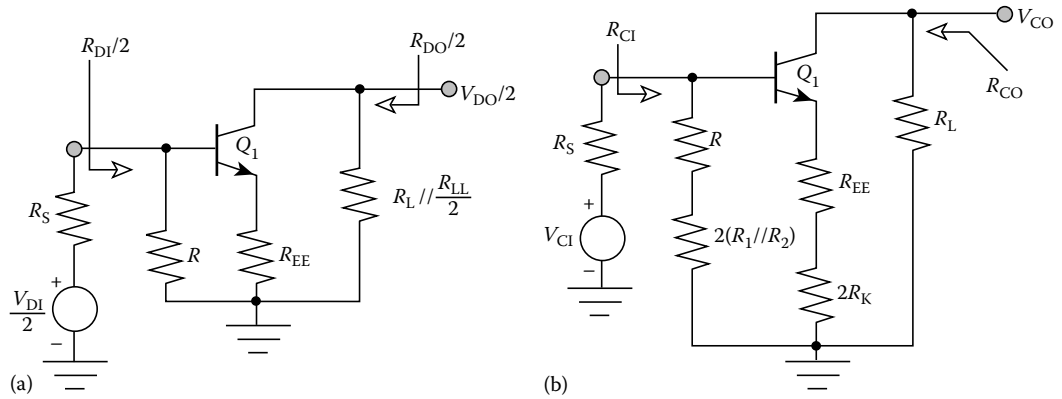 R_DI/2
R_DO/2
V_DO/2
Q_1
R_S
R
R_EE
R_L // R_LL/2
+
V_DI/2
−
(a)
R_CI
V_CO
Q_1
R_CO
R_S
R
R_L
R_EE
+
V_CI
−
2(R_1//R_2)
2R_K
(b)